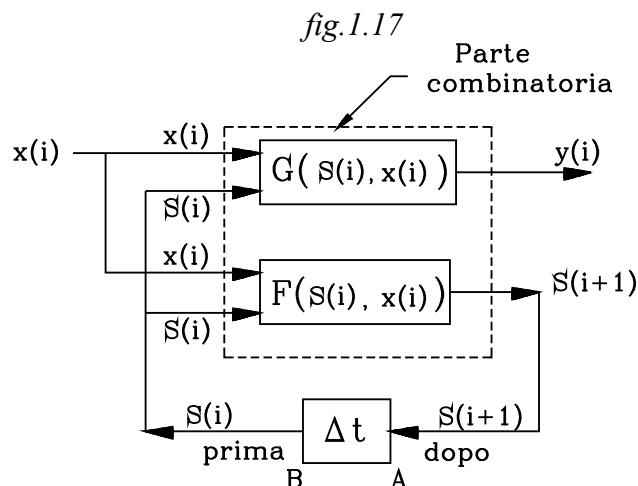 fig.1.17
Parte
combinatoria
x(i)
x(i)
G(S(i), x(i))
y(i)
S(i)
x(i)
F(S(i), x(i))
S(i+1)
S(i)
S(i)
Δt
S(i+1)
prima
dopo
B
A